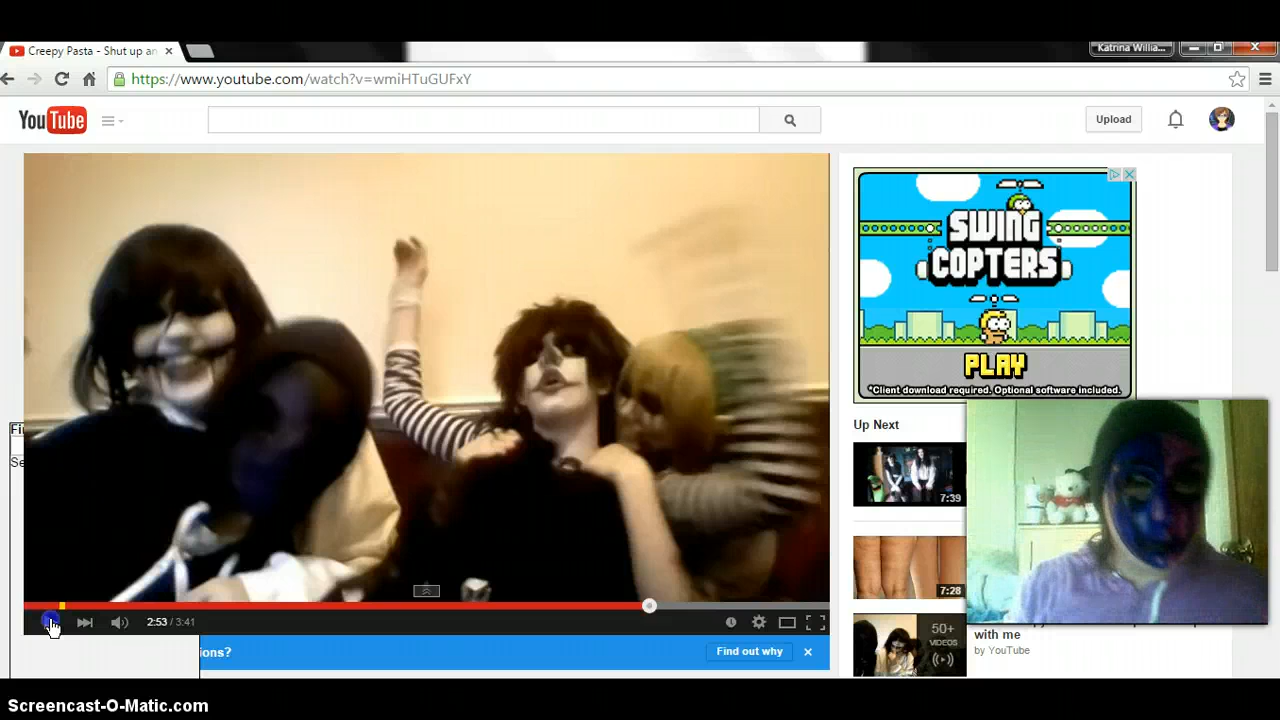 Creepy Pasta - Shut up an
Katrina Willia...
https://www.youtube.com/watch?v=wmiHTuGUFxY
YouTube
Upload
SWING
COPTERS
PLAY
*Client download required. Optional software included.
Up Next
7:39
7:28
50+
VIDEOS
with me
by YouTube
Fi
Se
2:53 / 3:41
ions?
Find out why
Screencast-O-Matic.com